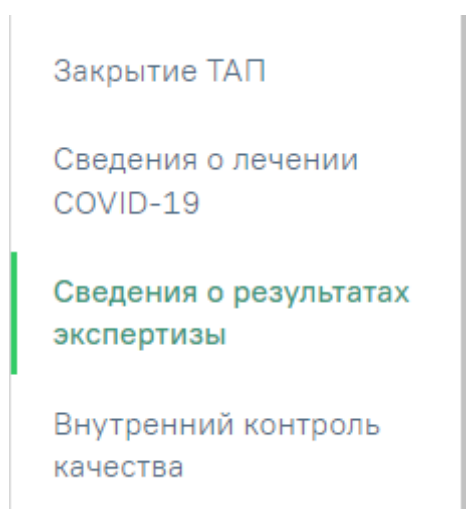 Закрытие ТАП
Сведения о лечении
COVID-19
Сведения о результатах
экспертизы
Внутренний контроль
качества